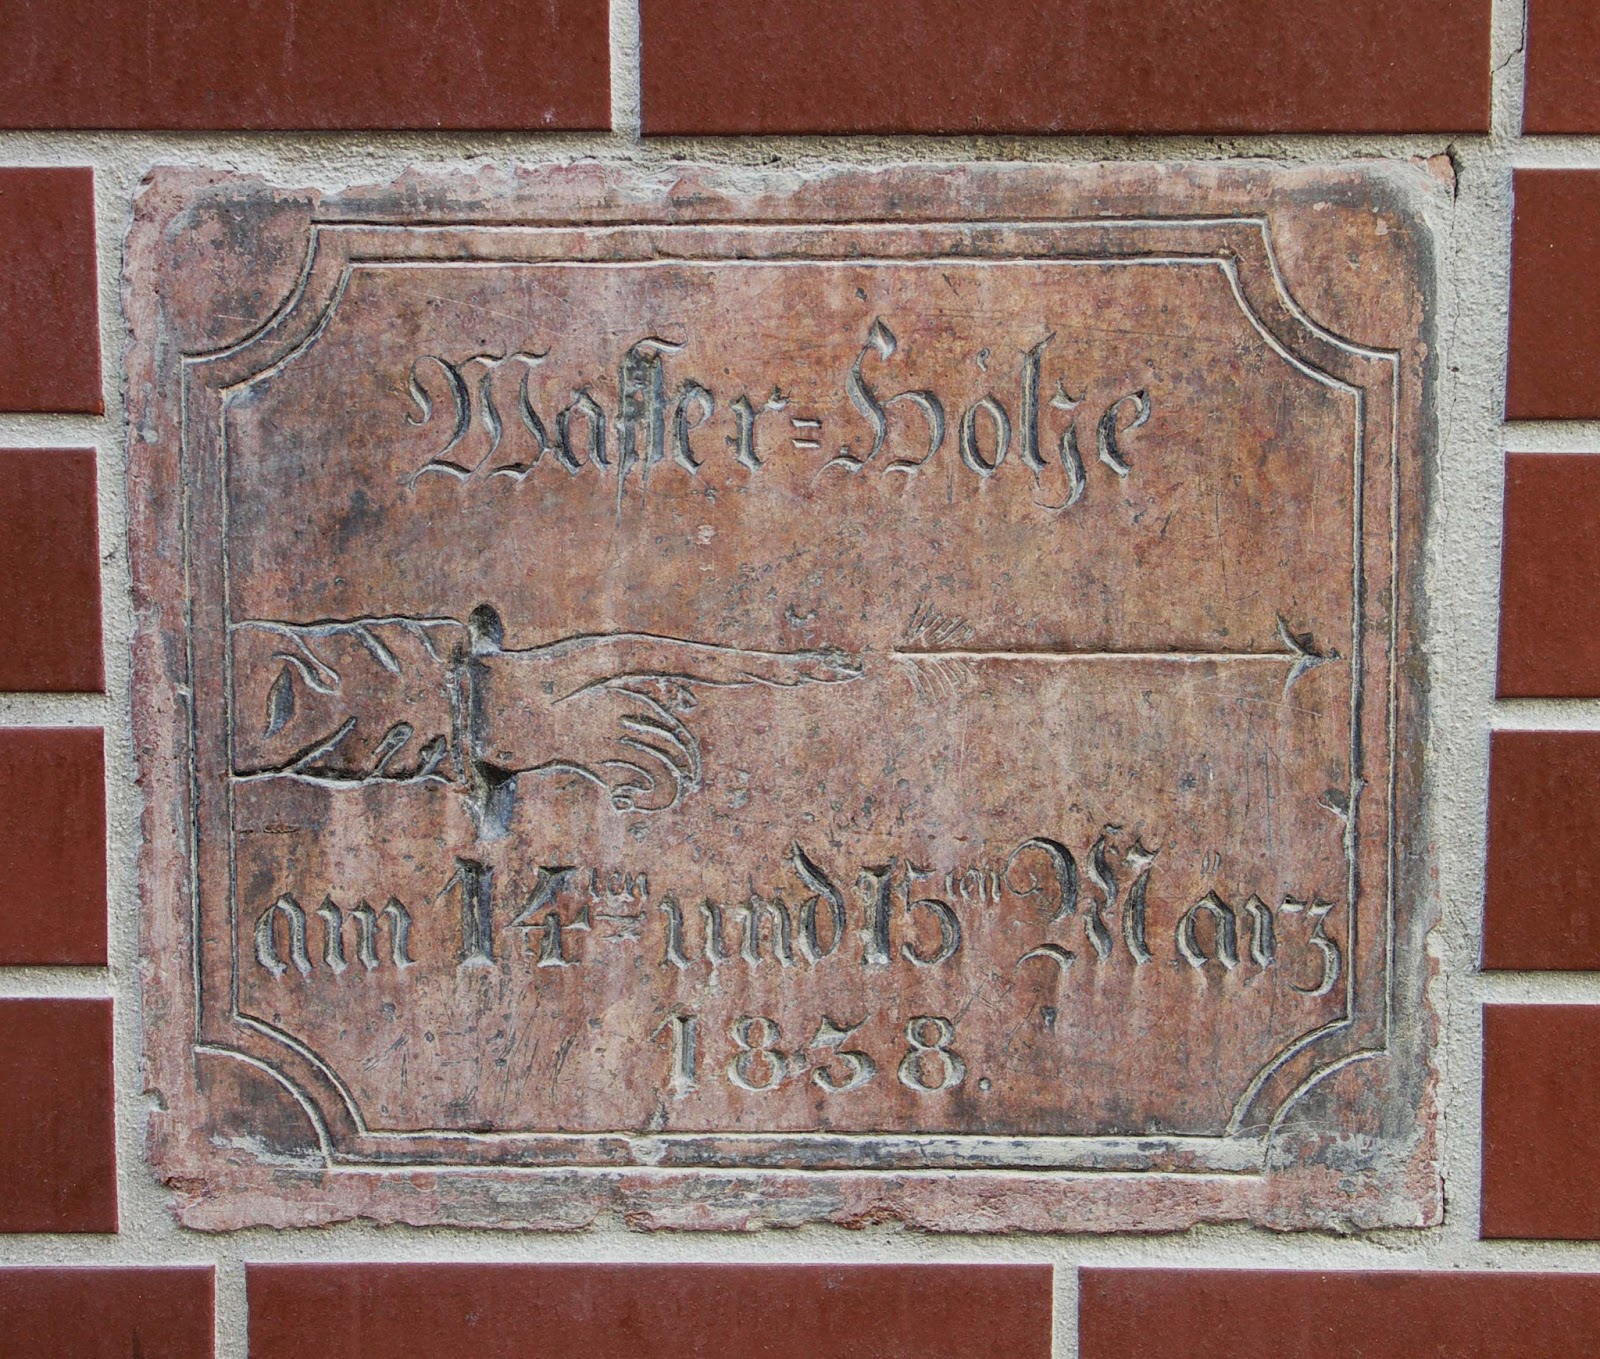 Wasser=Höhe
am 14ten und 15ten März
1838.